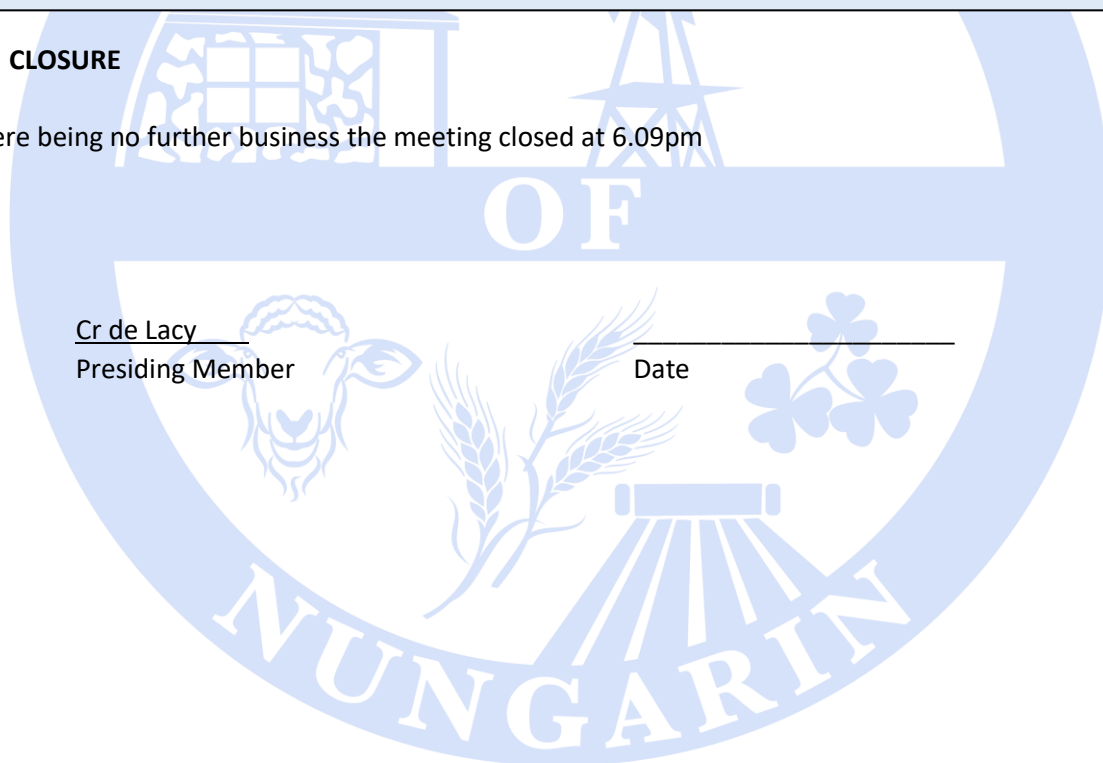 CLOSURE
ere being no further business the meeting closed at 6.09pm
OF
Cr de Lacy
Presiding Member Date
NUNGARIN